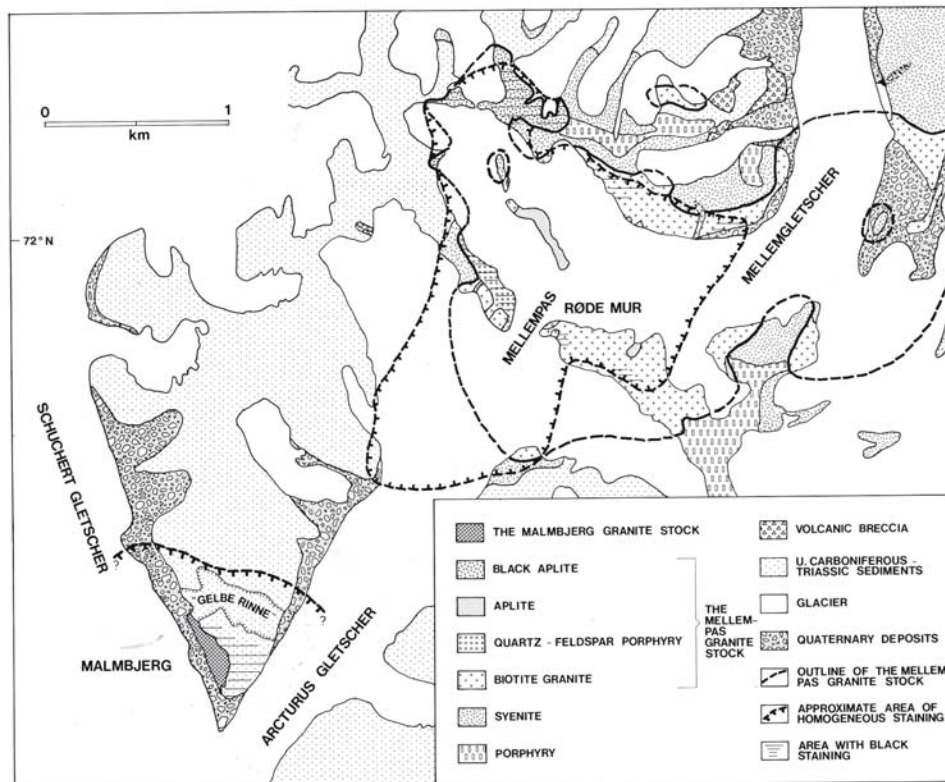 0 1
km
72°N
MELLEMGLETSCHER
RØDE MUR
MELLEMPAS
SCHUCHERT GLETSCHER
GELBE RINNE
MALMBJERG
ARCTURUS GLETSCHER
THE MALMBJERG GRANITE STOCK
BLACK APLITE
APLITE
QUARTZ - FELDSPAR PORPHYRY
BIOTITE GRANITE
SYENITE
PORPHYRY
THE
MELLEM-
PAS
GRANITE
STOCK
VOLCANIC BRECCIA
U. CARBONIFEROUS -
TRIASSIC SEDIMENTS
GLACIER
QUATERNARY DEPOSITS
OUTLINE OF THE MELLEM
PAS GRANITE STOCK
APPROXIMATE AREA OF
HOMOGENEOUS STAINING
AREA WITH BLACK
STAINING
?
?